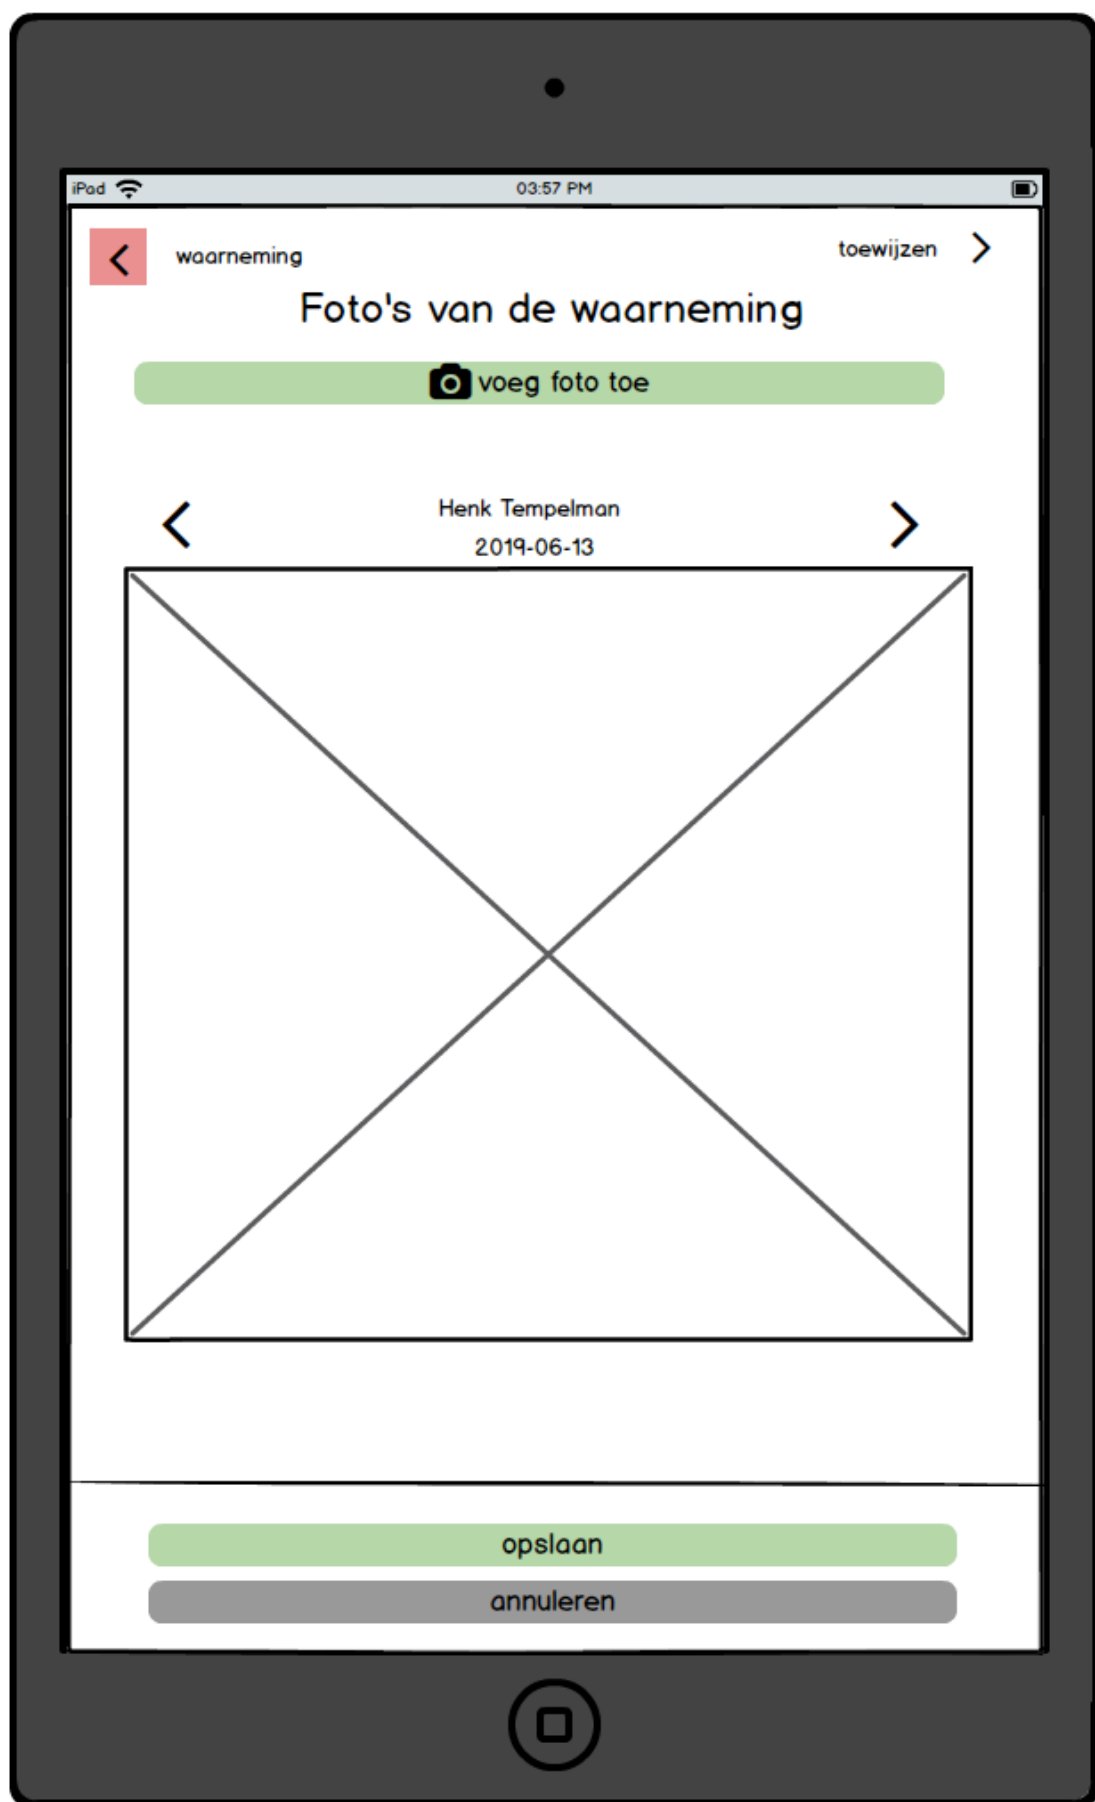 iPad 03:57 PM
waarneming toewijzen
Foto's van de waarneming
voeg foto toe
Henk Tempelman
2019-06-13
opslaan
annuleren